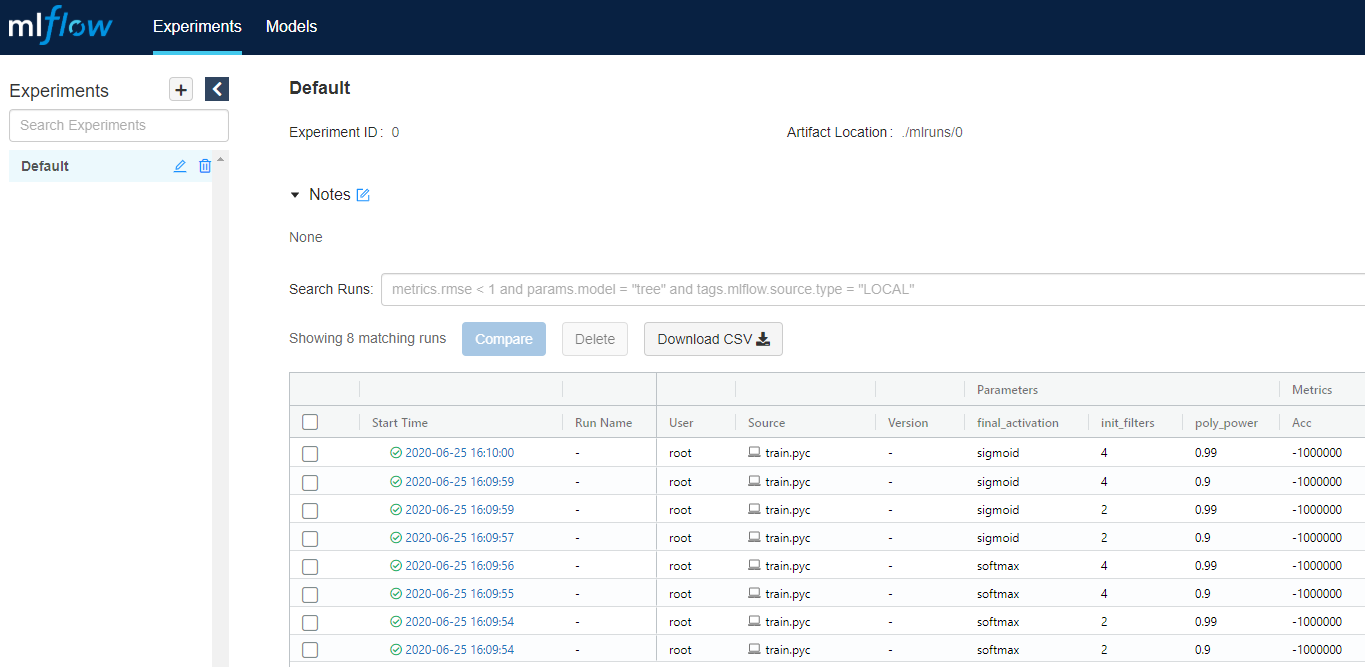 mlflow Experiments Models
Experiments +
Search Experiments
Default
Default
Experiment ID: 0 Artifact Location: ./mlruns/0
Notes
None
Search Runs: metrics.rmse < 1 and params.model = "tree" and tags.mlflow.source.type = "LOCAL"
Showing 8 matching runs Compare Delete Download CSV
Parameters Metrics
Start Time Run Name User Source Version final_activation init_filters poly_power Acc
2020-06-25 16:10:00 - root train.pyc - sigmoid 4 0.99 -1000000
2020-06-25 16:09:59 - root train.pyc - sigmoid 4 0.9 -1000000
2020-06-25 16:09:59 - root train.pyc - sigmoid 2 0.99 -1000000
2020-06-25 16:09:57 - root train.pyc - sigmoid 2 0.9 -1000000
2020-06-25 16:09:56 - root train.pyc - softmax 4 0.99 -1000000
2020-06-25 16:09:55 - root train.pyc - softmax 4 0.9 -1000000
2020-06-25 16:09:54 - root train.pyc - softmax 2 0.99 -1000000
2020-06-25 16:09:54 - root train.pyc - softmax 2 0.9 -1000000